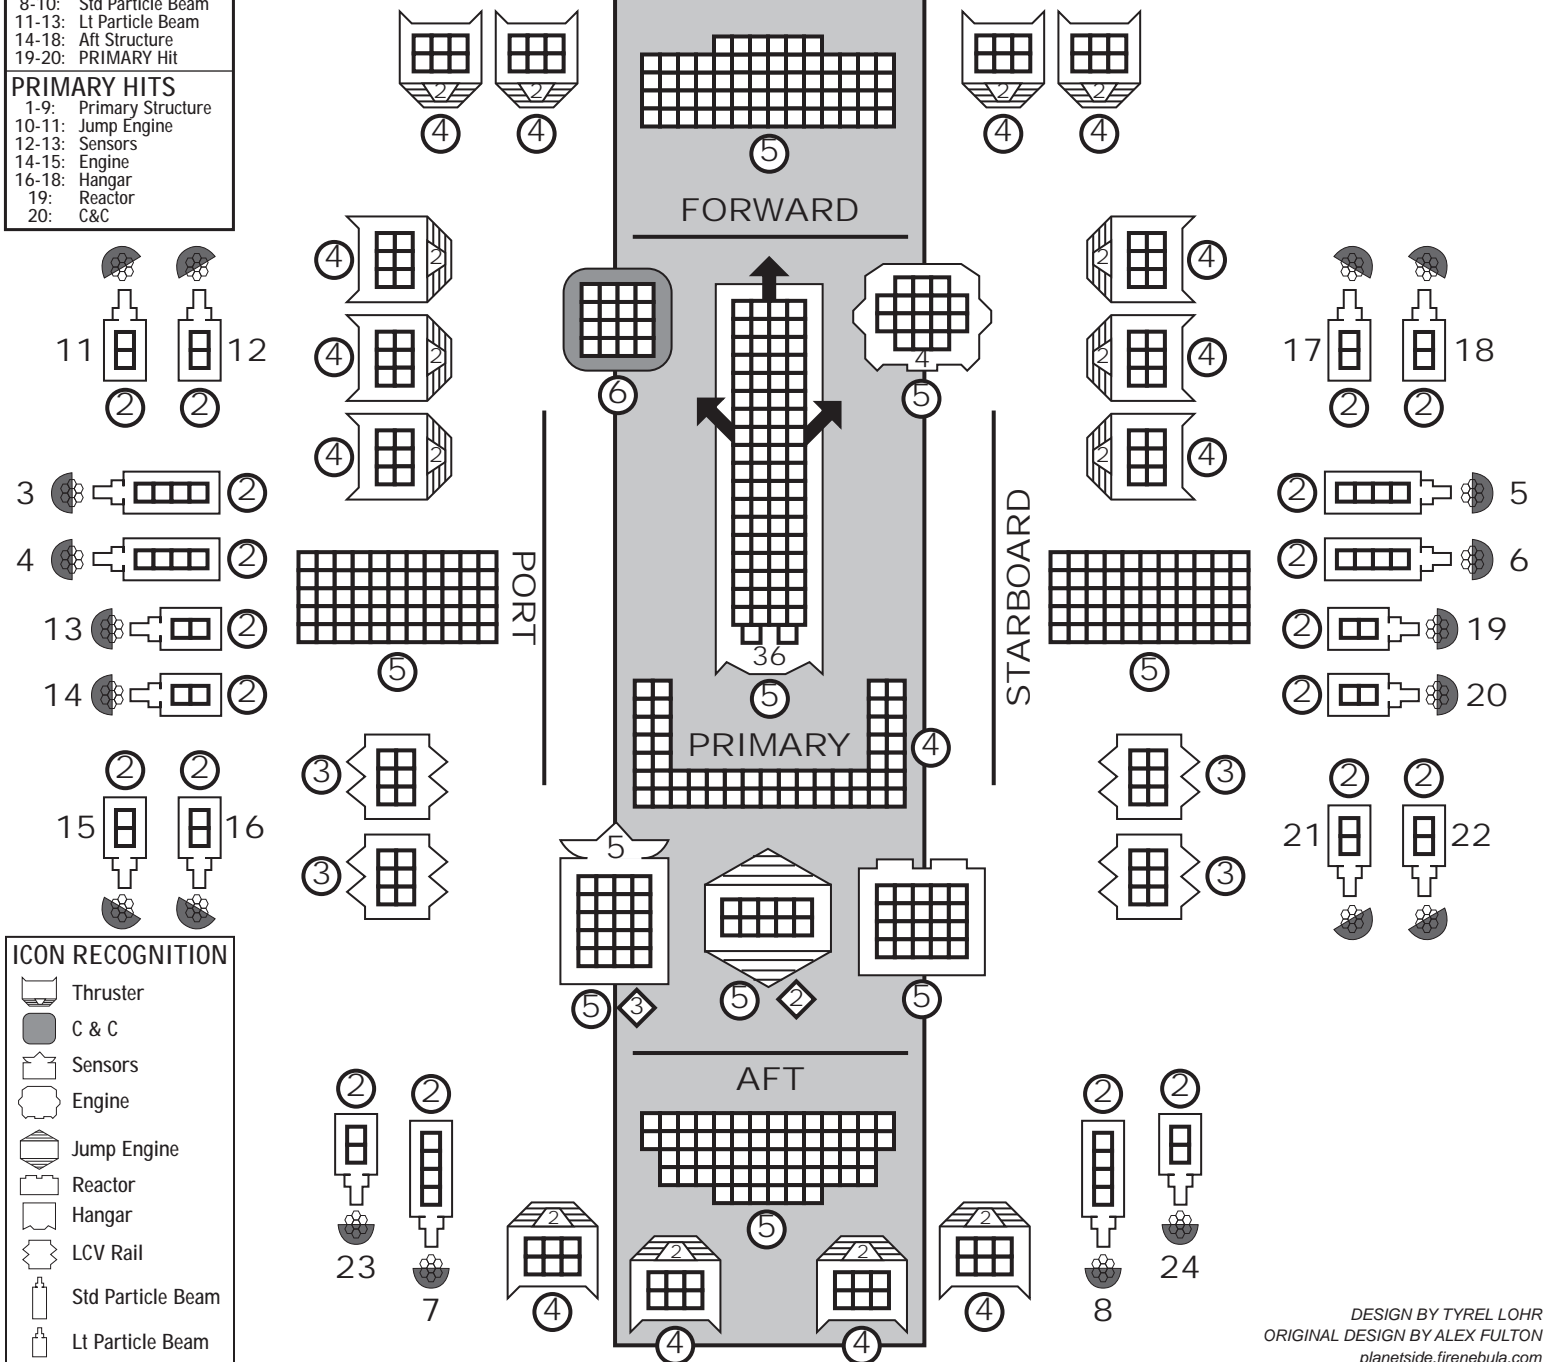 8-10: Std Particle Beam
11-13: Lt Particle Beam
14-18: Aft Structure
19-20: PRIMARY Hit
PRIMARY HITS
1-9: Primary Structure
10-11: Jump Engine
12-13: Sensors
14-15: Engine
16-18: Hangar
19: Reactor
20: C&C
2 2 2 2
4 4 4 4
5
FORWARD
4 2 2 4
11 12 4 2 2 4 17 18
2 2 6 4 5 2 2
4 2 2 4
3 2 2 5
4 2 2 6
PORT
STARBOARD
13 2 2 19
36
5 5 5
14 2 2 20
PRIMARY 4
2 2 3 3 2 2
15 16 21 22
5
3 3
ICON RECOGNITION
Thruster
C & C
Sensors
Engine
Jump Engine
Reactor
Hangar
LCV Rail
Std Particle Beam
Lt Particle Beam
5 3 5 2 5
AFT
2 2 2 2
2 2
5
2 2
23 24
7 8
4 4
4 4
DESIGN BY TYREL LOHR
ORIGINAL DESIGN BY ALEX FULTON
planetside.firenebula.com